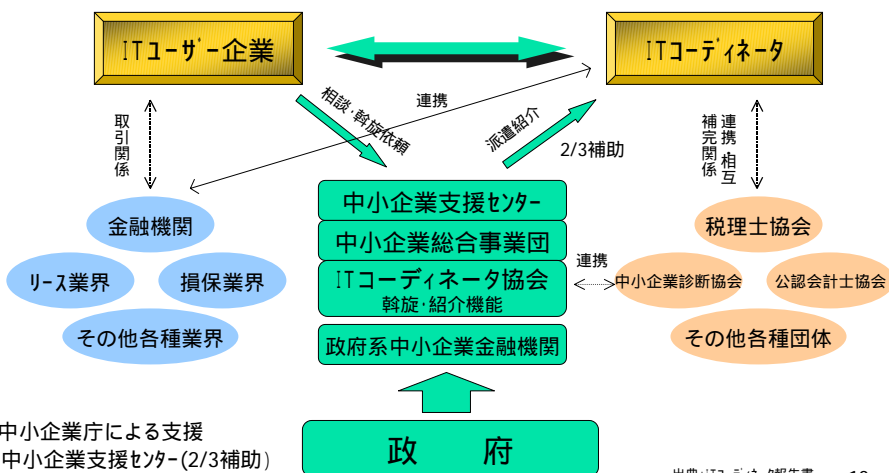 ITﾕｰｻﾞｰ企業
ITｺｰﾃﾞｨﾈｰﾀ
連携
相談･斡旋依頼
派遣紹介
2/3補助
取引関係
連携・相互
補完関係
中小企業支援ｾﾝﾀｰ
中小企業総合事業団
ITコーディネータ協会
斡旋･紹介機能
政府系中小企業金融機関
金融機関
ﾘｰｽ業界
損保業界
その他各種業界
連携
税理士協会
中小企業診断協会
公認会計士協会
その他各種団体
政 府
中小企業庁による支援
中小企業支援ｾﾝﾀｰ(2/3補助)